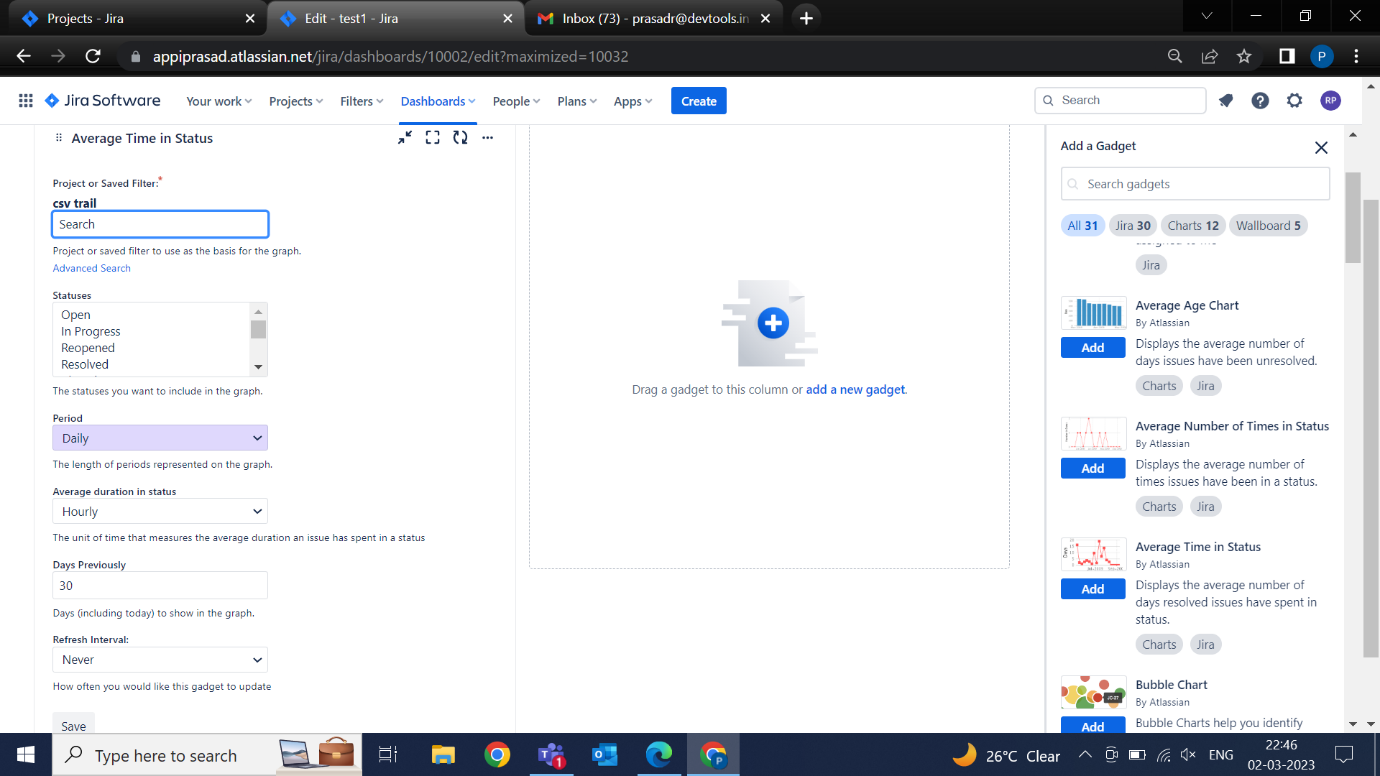 Projects - Jira
Edit - test1 - Jira
Inbox (73) - prasadr@devtools.in
appiprasad.atlassian.net/jira/dashboards/10002/edit?maximized=10032
P
Jira Software
Your work
Projects
Filters
Dashboards
People
Plans
Apps
Create
Search
RP
Average Time in Status
Project or Saved Filter:*
csv trail
Search
Project or saved filter to use as the basis for the graph.
Advanced Search
Statuses
Open
In Progress
Reopened
Resolved
The statuses you want to include in the graph.
Period
Daily
The length of periods represented on the graph.
Average duration in status
Hourly
The unit of time that measures the average duration an issue has spent in a status
Days Previously
30
Days (including today) to show in the graph.
Refresh Interval:
Never
How often you would like this gadget to update
Save
Drag a gadget to this column or add a new gadget.
Add a Gadget
Search gadgets
All 31
Jira 30
Charts 12
Wallboard 5
Jira
Average Age Chart
By Atlassian
Add
Displays the average number of
days issues have been unresolved.
Charts
Jira
Average Number of Times in Status
By Atlassian
Add
Displays the average number of
times issues have been in a status.
Charts
Jira
Average Time in Status
By Atlassian
Add
Displays the average number of
days resolved issues have spent in
status.
Charts
Jira
Bubble Chart
By Atlassian
Add
Bubble Charts help you identify
Type here to search
1
P
26°C Clear
ENG
22:46
02-03-2023